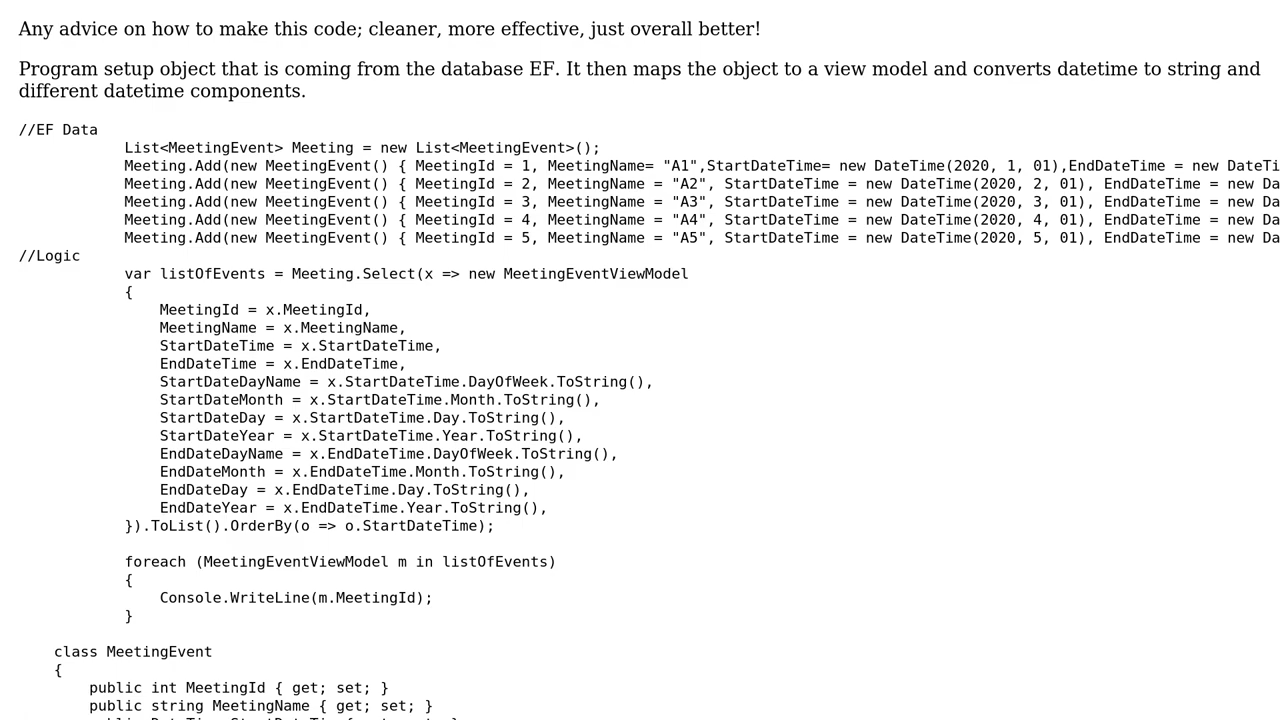 Any advice on how to make this code; cleaner, more effective, just overall better!
Program setup object that is coming from the database EF. It then maps the object to a view model and converts datetime to string and
different datetime components.
//EF Data
List<MeetingEvent> Meeting = new List<MeetingEvent>();
Meeting.Add(new MeetingEvent() { MeetingId = 1, MeetingName= "A1",StartDateTime= new DateTime(2020, 1, 01),EndDateTime = new DateTi
Meeting.Add(new MeetingEvent() { MeetingId = 2, MeetingName = "A2", StartDateTime = new DateTime(2020, 2, 01), EndDateTime = new Da
Meeting.Add(new MeetingEvent() { MeetingId = 3, MeetingName = "A3", StartDateTime = new DateTime(2020, 3, 01), EndDateTime = new Da
Meeting.Add(new MeetingEvent() { MeetingId = 4, MeetingName = "A4", StartDateTime = new DateTime(2020, 4, 01), EndDateTime = new Da
Meeting.Add(new MeetingEvent() { MeetingId = 5, MeetingName = "A5", StartDateTime = new DateTime(2020, 5, 01), EndDateTime = new Da
//Logic
var listOfEvents = Meeting.Select(x => new MeetingEventViewModel
{
MeetingId = x.MeetingId,
MeetingName = x.MeetingName,
StartDateTime = x.StartDateTime,
EndDateTime = x.EndDateTime,
StartDateDayName = x.StartDateTime.DayOfWeek.ToString(),
StartDateMonth = x.StartDateTime.Month.ToString(),
StartDateDay = x.StartDateTime.Day.ToString(),
StartDateYear = x.StartDateTime.Year.ToString(),
EndDateDayName = x.EndDateTime.DayOfWeek.ToString(),
EndDateMonth = x.EndDateTime.Month.ToString(),
EndDateDay = x.EndDateTime.Day.ToString(),
EndDateYear = x.EndDateTime.Year.ToString(),
}).ToList().OrderBy(o => o.StartDateTime);
foreach (MeetingEventViewModel m in listOfEvents)
{
Console.WriteLine(m.MeetingId);
}
class MeetingEvent
{
public int MeetingId { get; set; }
public string MeetingName { get; set; }